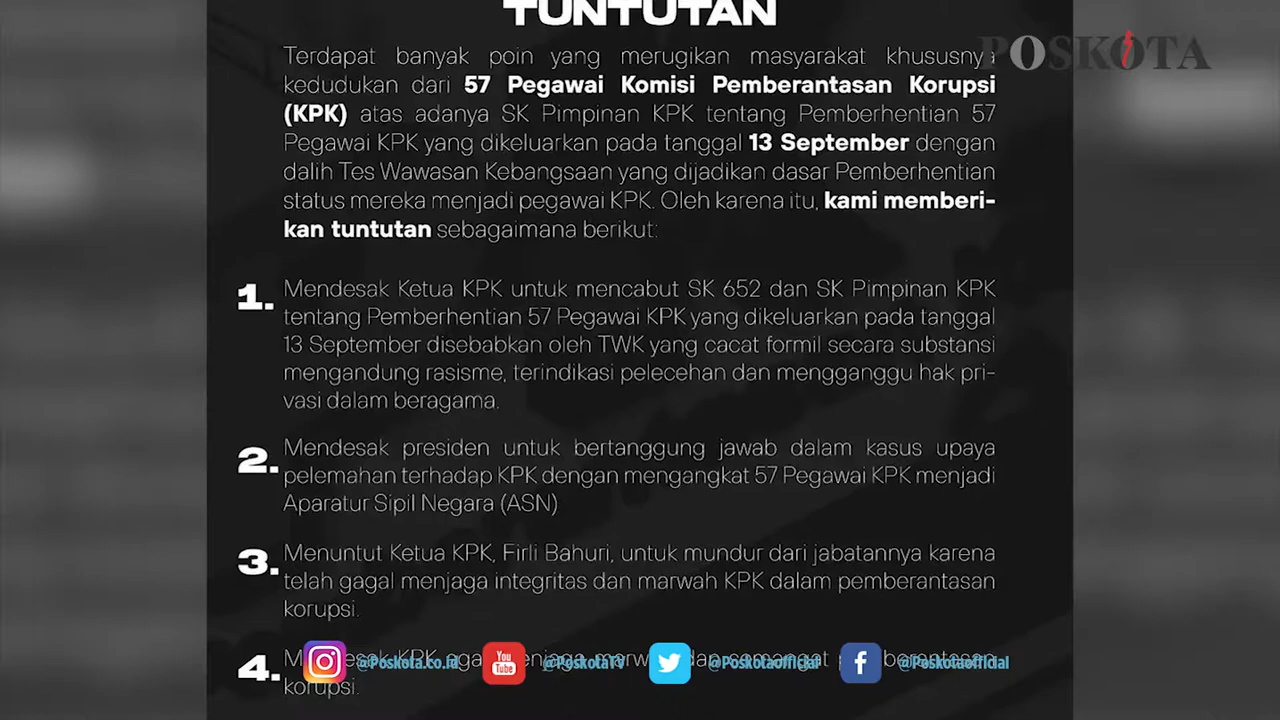 TUNTUTAN
POSKOTA
Terdapat banyak poin yang merugikan masyarakat khususnya
kedudukan dari 57 Pegawai Komisi Pemberantasan Korupsi
(KPK) atas adanya SK Pimpinan KPK tentang Pemberhentian 57
Pegawai KPK yang dikeluarkan pada tanggal 13 September dengan
dalih Tes Wawasan Kebangsaan yang dijadikan dasar Pemberhentian
status mereka menjadi pegawai KPK. Oleh karena itu, kami memberi-
kan tuntutan sebagaimana berikut:
1. Mendesak Ketua KPK untuk mencabut SK 652 dan SK Pimpinan KPK
tentang Pemberhentian 57 Pegawai KPK yang dikeluarkan pada tanggal
13 September disebabkan oleh TWK yang cacat formil secara substansi
mengandung rasisme, terindikasi pelecehan dan mengganggu hak pri-
vasi dalam beragama.
2. Mendesak presiden untuk bertanggung jawab dalam kasus upaya
pelemahan terhadap KPK dengan mengangkat 57 Pegawai KPK menjadi
Aparatur Sipil Negara (ASN)
3. Menuntut Ketua KPK, Firli Bahuri, untuk mundur dari jabatannya karena
telah gagal menjaga integritas dan marwah KPK dalam pemberantasan
korupsi.
4. KPK dan semangat
korupsi.
@Poskota.co.id You Tube @PoskotaTV @Poskotaofficial @Poskotaofficial